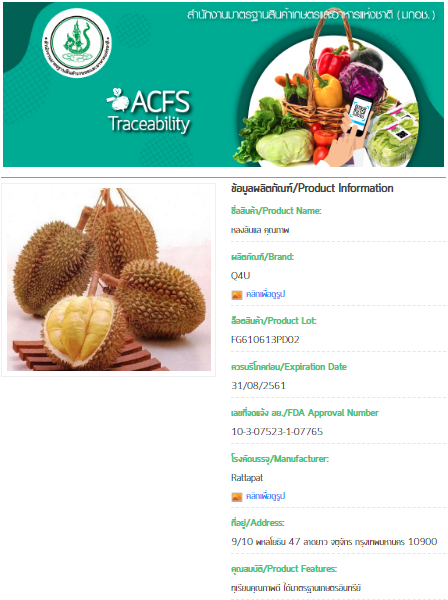 สำนักงานมาตรฐานสินค้าเกษตรและอาหารแห่งชาติ (มกอช.)
ACFS
Traceability
ข้อมูลผลิตภัณฑ์/Product Information
ชื่อสินค้า/Product Name:
หลงลับแล คุณภาพ
ผลิตภัณฑ์/Brand:
Q4U
คลิกเพื่อดูรูป
ล็อตสินค้า/Product Lot:
FG610613PD02
ควรบริโภคก่อน/Expiration Date
31/08/2561
เลขที่จดแจ้ง อย./FDA Approval Number
10-3-07523-1-07765
โรงคัดบรรจุ/Manufacturer:
Rattapat
คลิกเพื่อดูรูป
ที่อยู่/Address:
9/10 พหลโยธิน 47 ลาดยาว จตุจักร กรุงเทพมหานคร 10900
คุณสมบัติ/Product Features:
ทุเรียนคุณภาพดี ได้มาตรฐานเกษตรอินทรีย์